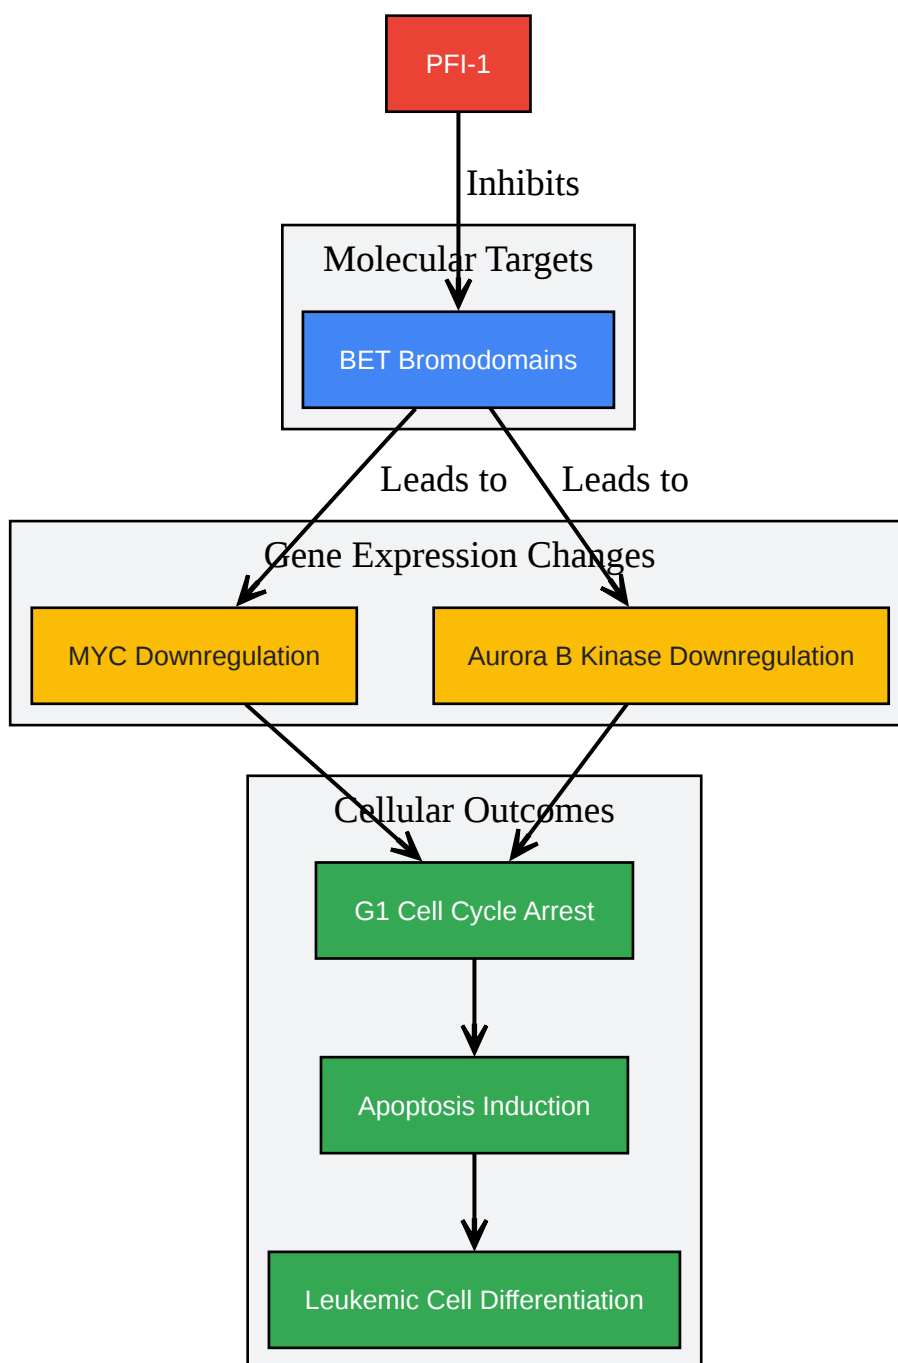 PFI-1
Inhibits
Molecular Targets
BET Bromodomains
Leads to
Leads to
Gene Expression Changes
MYC Downregulation
Aurora B Kinase Downregulation
Cellular Outcomes
G1 Cell Cycle Arrest
Apoptosis Induction
Leukemic Cell Differentiation